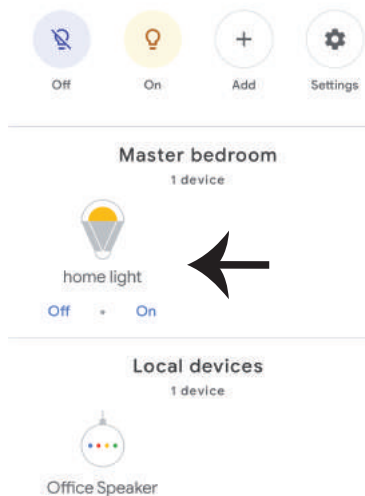 Off On Add Settings
Master bedroom
1 device
home light
Off • On
Local devices
1 device
Office Speaker